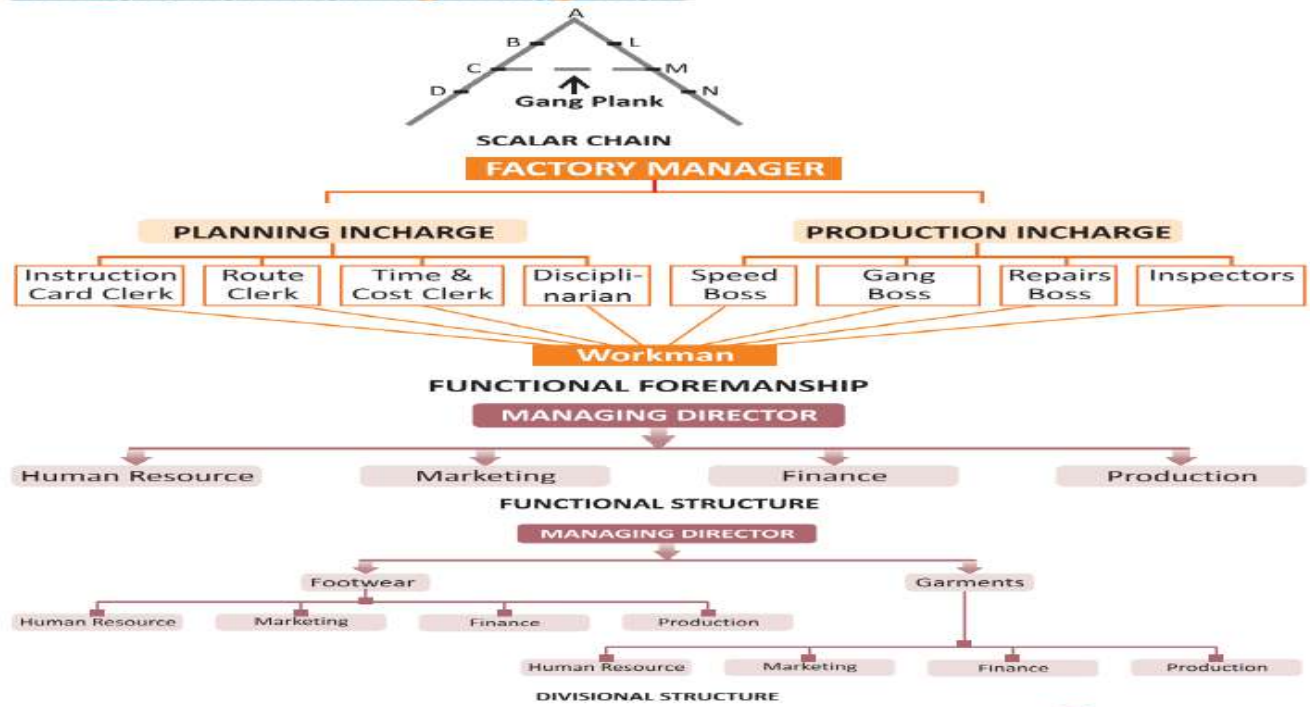 A
B L
C M
D N
Gang Plank
SCALAR CHAIN
FACTORY MANAGER
PLANNING INCHARGE PRODUCTION INCHARGE
Instruction Route Time & Discipli- Speed Gang Repairs Inspectors
Card Clerk Clerk Cost Clerk narian Boss Boss Boss
Workman
FUNCTIONAL FOREMANSHIP
MANAGING DIRECTOR
Human Resource Marketing Finance Production
FUNCTIONAL STRUCTURE
MANAGING DIRECTOR
Footwear Garments
Human Resource Marketing Finance Production
Human Resource Marketing Finance Production
DIVISIONAL STRUCTURE